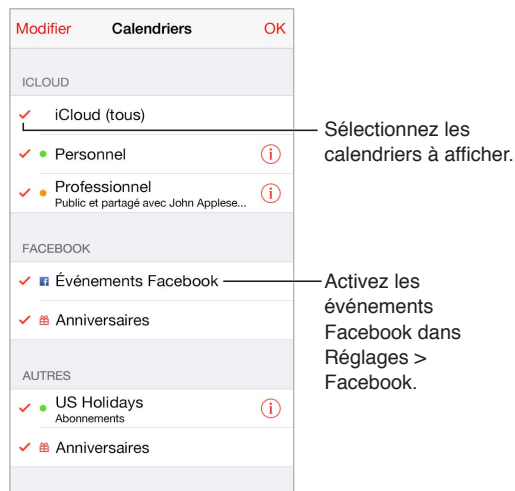 Modifier Calendriers OK
ICLOUD
iCloud (tous)
Personnel
Professionnel
Public et partagé avec John Applese...
FACEBOOK
Événements Facebook
Anniversaires
AUTRES
US Holidays
Abonnements
Anniversaires
Sélectionnez les
calendriers à afficher.
Activez les
événements
Facebook dans
Réglages >
Facebook.